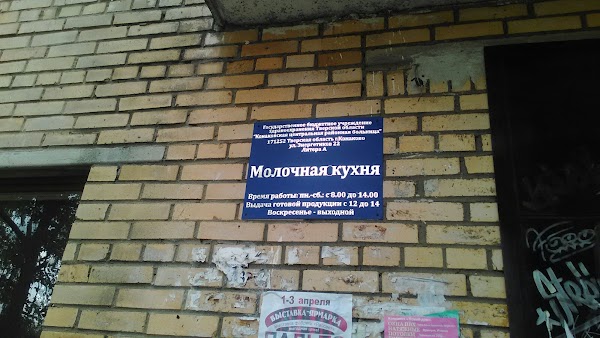 Государственное бюджетное учреждение
здравоохранения Тверской области
"Конаковская центральная районная больница"
171252 Тверская область г.Конаково
ул. Энергетиков 22
Литера А
Молочная кухня
Время работы: пн.-сб.: с 8.00 до 14.00
Выдача готовой продукции с 12 до 14
Воскресенье - выходной
1-3 апреля
ВЫСТАВКА-ЯРМАРКА